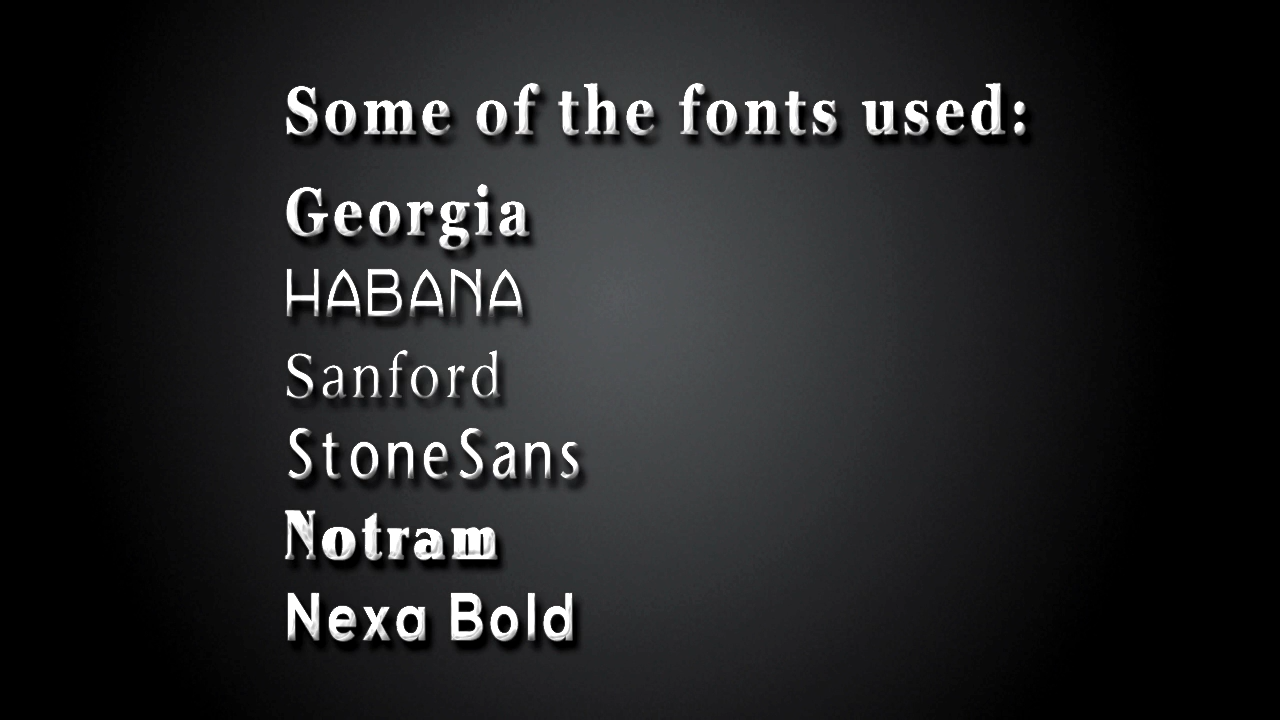 Some of the fonts used:
Georgia
HABANA
Sanford
StoneSans
Notram
Nexa Bold